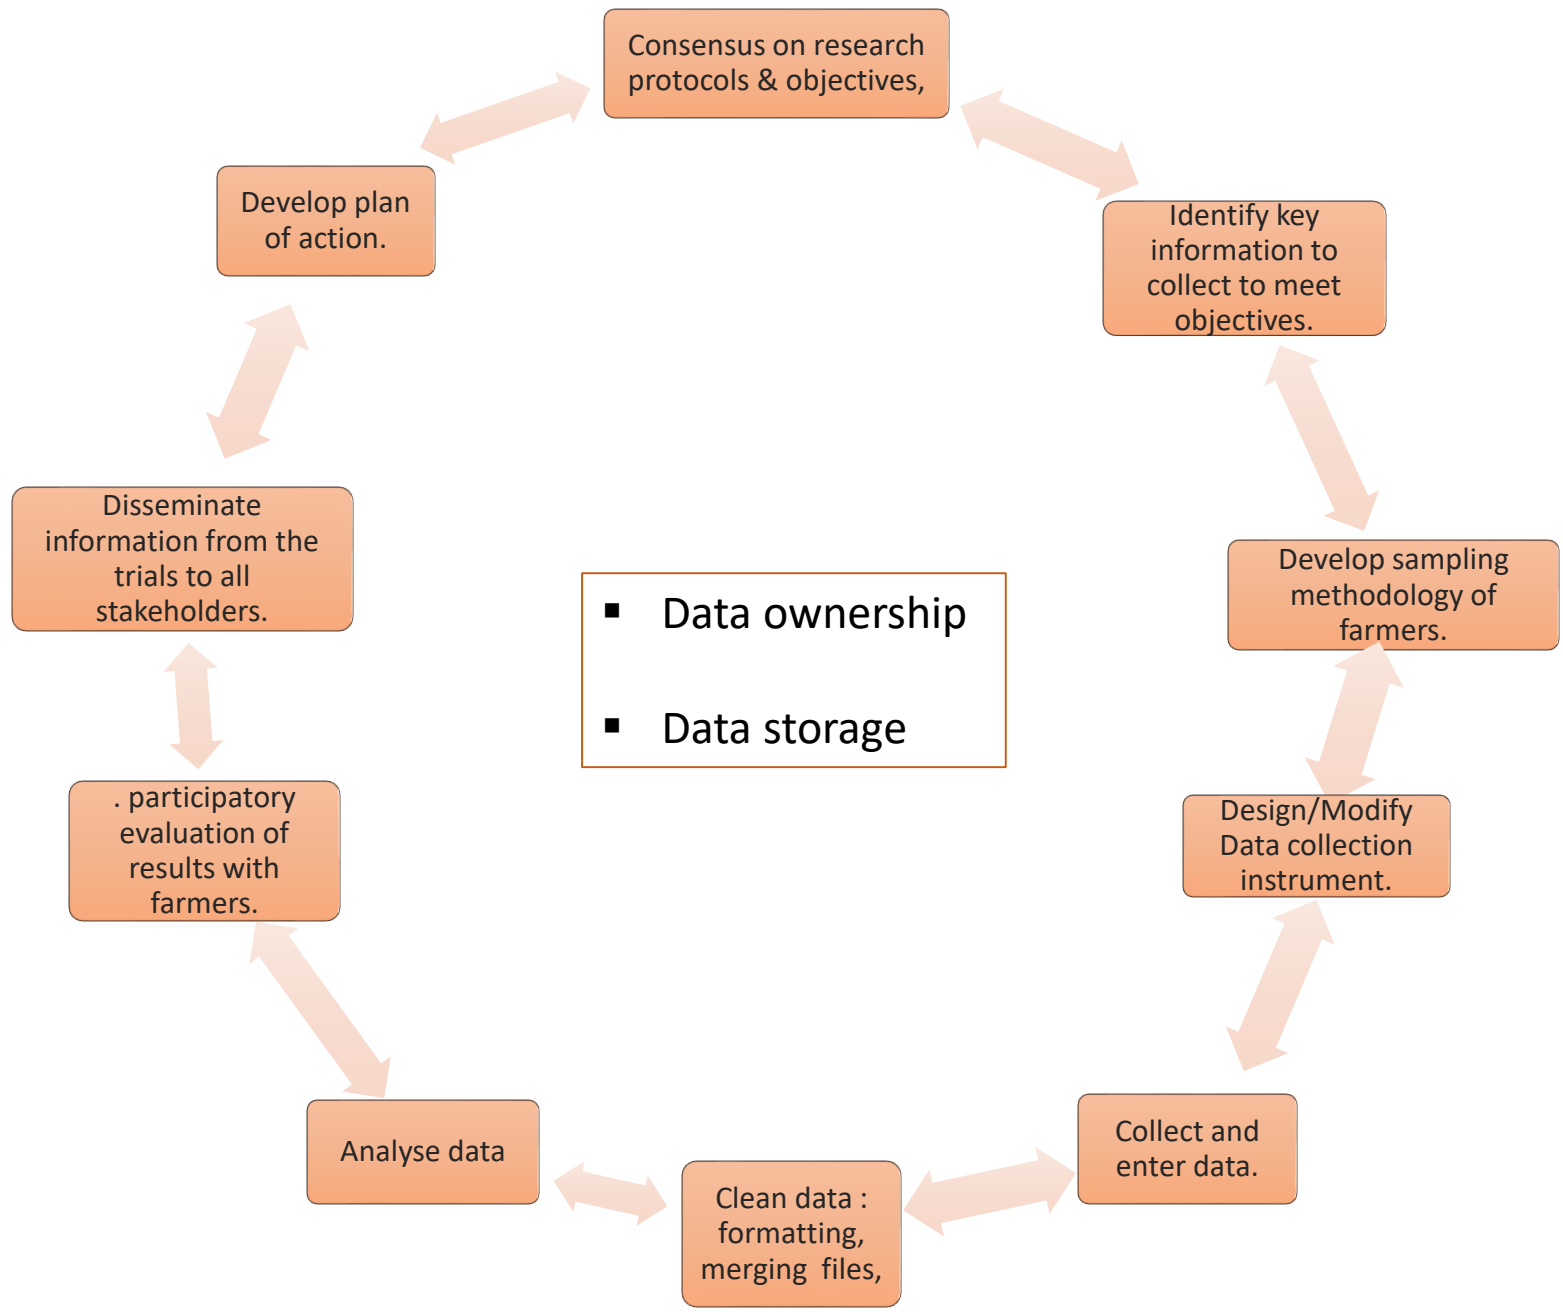 Consensus on research
protocols & objectives,
Identify key
information to
collect to meet
objectives.
Develop sampling
methodology of
farmers.
Design/Modify
Data collection
instrument.
Collect and
enter data.
Clean data :
formatting,
merging files,
Analyse data
. participatory
evaluation of
results with
farmers.
Disseminate
information from the
trials to all
stakeholders.
Develop plan
of action.
▪ Data ownership
▪ Data storage